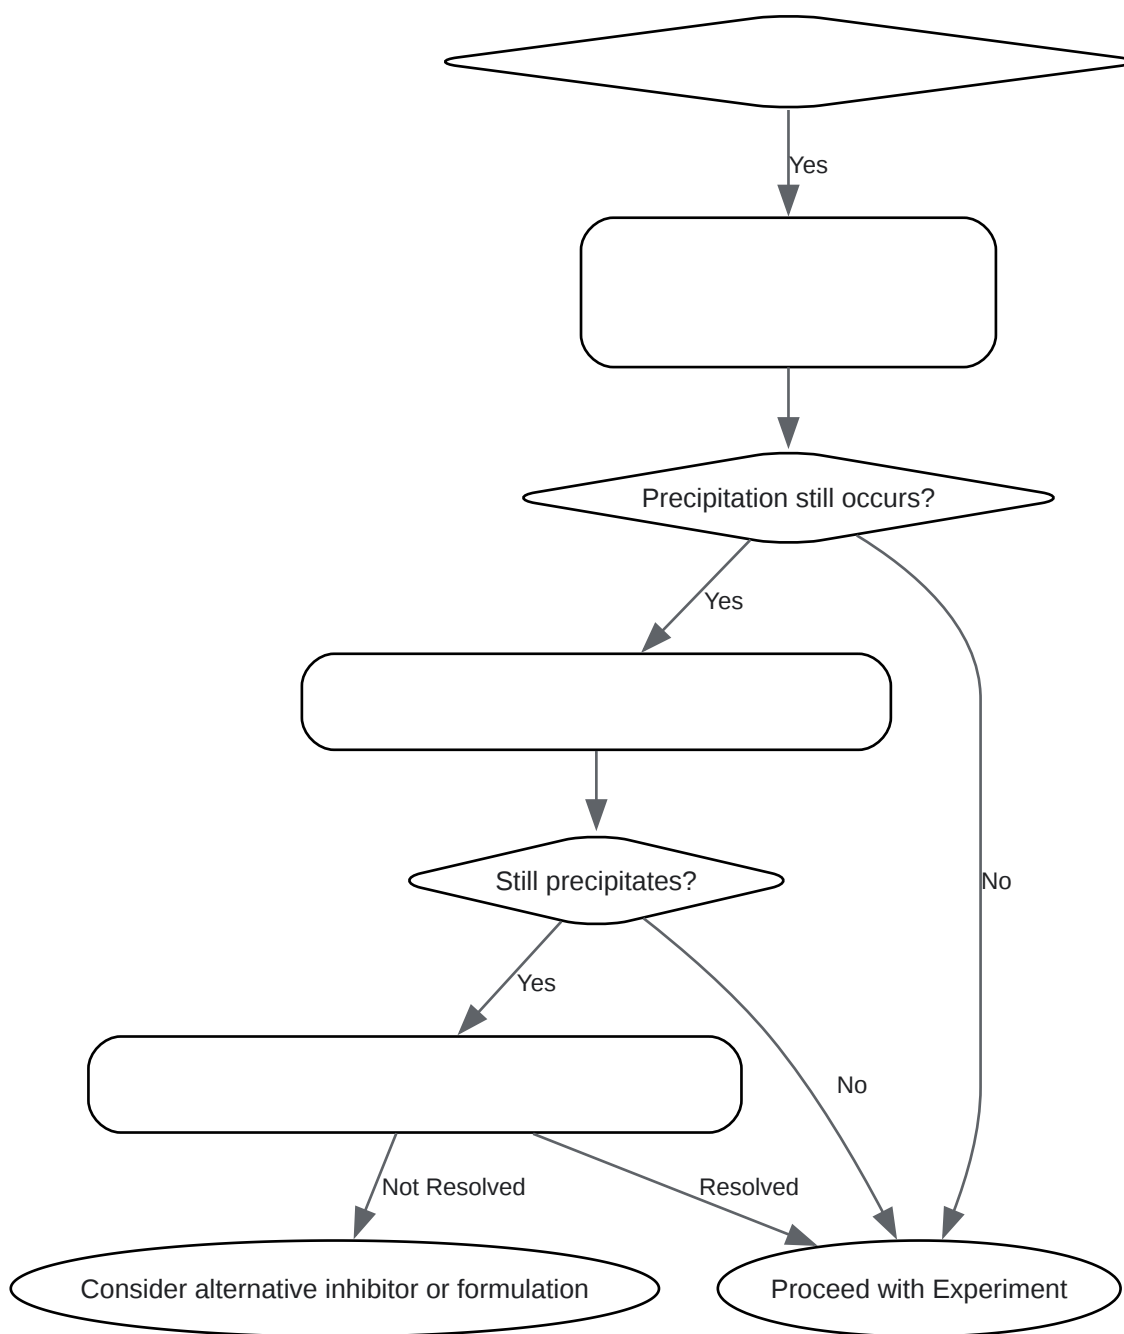 Yes
Precipitation still occurs?
Yes
Still precipitates?
No
Yes
No
Not Resolved
Resolved
Consider alternative inhibitor or formulation
Proceed with Experiment